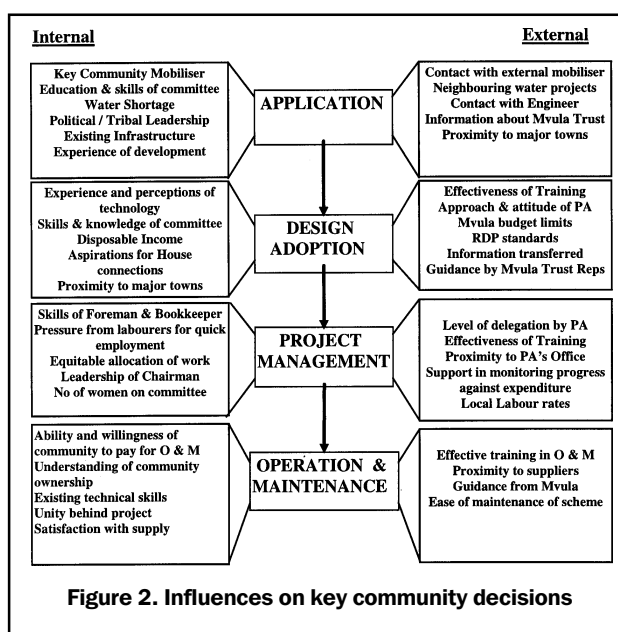 Internal
External
Key Community Mobiliser
Education & skills of committee
Water Shortage
Political / Tribal Leadership
Existing Infrastructure
Experience of development
APPLICATION
Contact with external mobiliser
Neighbouring water projects
Contact with Engineer
Information about Mvula Trust
Proximity to major towns
Experience and perceptions of
technology
Skills & knowledge of committee
Disposable Income
Aspirations for House
connections
Proximity to major towns
DESIGN
ADOPTION
Effectiveness of Training
Approach & attitude of PA
Mvula budget limits
RDP standards
Information transferred
Guidance by Mvula Trust Reps
Skills of Foreman & Bookkeeper
Pressure from labourers for quick
employment
Equitable allocation of work
Leadership of Chairman
No of women on committee
PROJECT
MANAGEMENT
Level of delegation by PA
Effectiveness of Training
Proximity to PA's Office
Support in monitoring progress
against expenditure
Local Labour rates
Ability and willingness of
community to pay for O & M
Understanding of community
ownership
Existing technical skills
Unity behind project
Satisfaction with supply
OPERATION &
MAINTENANCE
Effective training in O & M
Proximity to suppliers
Guidance from Mvula
Ease of maintenance of scheme
Figure 2. Influences on key community decisions